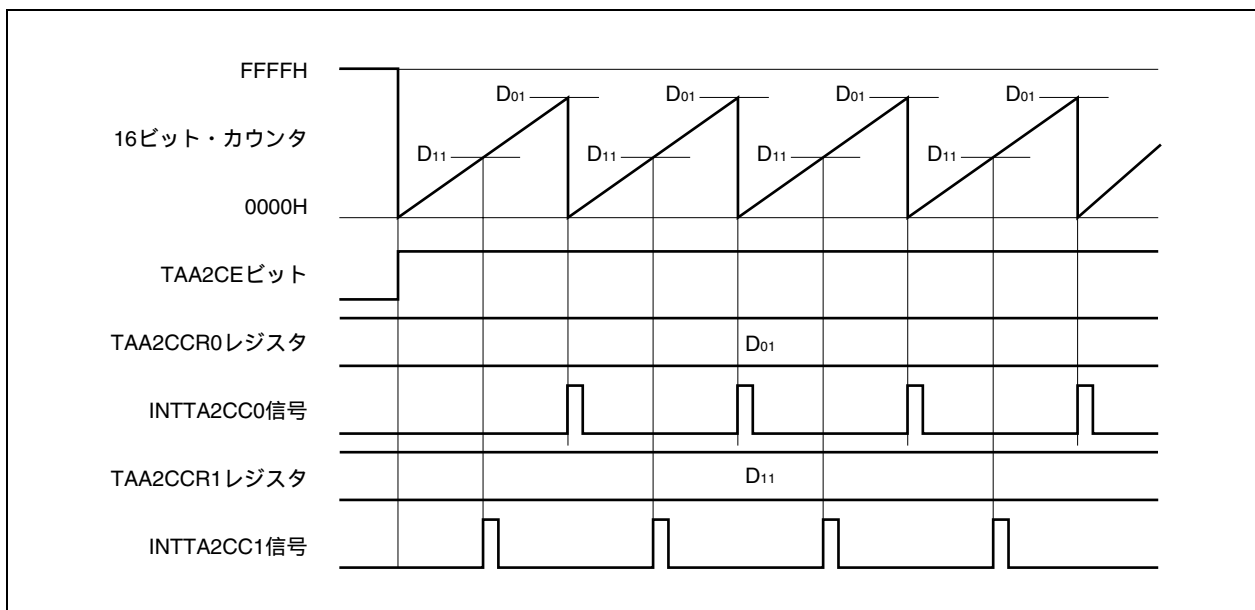 FFFFH
D01 D01 D01 D01
16ビット・カウンタ
D11 D11 D11 D11
0000H
TAA2CEビット
TAA2CCR0レジスタ
D01
INTTA2CC0信号
TAA2CCR1レジスタ
D11
INTTA2CC1信号